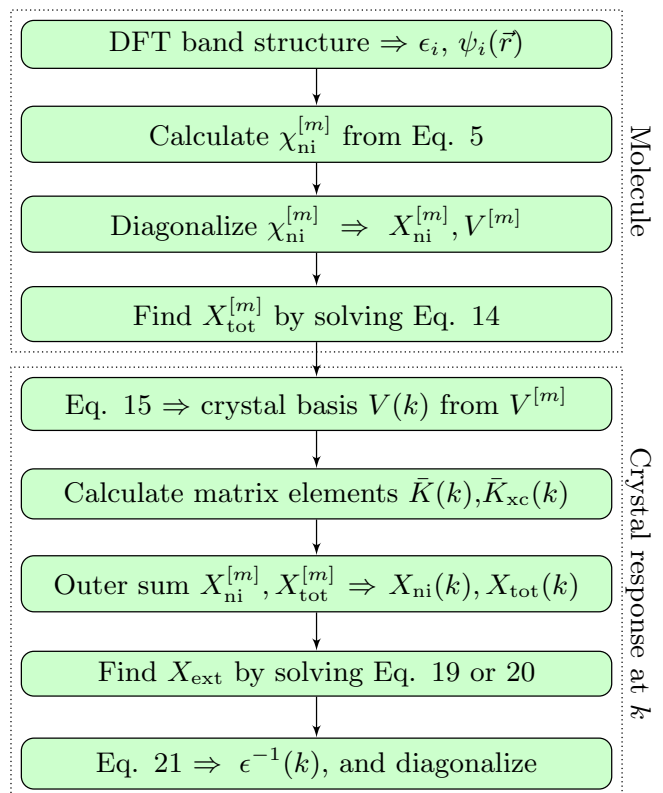 DFT band structure ⇒ ϵ_i, ψ_i(r⃗)
Calculate χ_ni^[m] from Eq. 5
Diagonalize χ_ni^[m] ⇒ X_ni^[m], V^[m]
Find X_tot^[m] by solving Eq. 14
Molecule
Eq. 15 ⇒ crystal basis V(k) from V^[m]
Calculate matrix elements K̄(k),K̄_xc(k)
Outer sum X_ni^[m], X_tot^[m] ⇒ X_ni(k), X_tot(k)
Find X_ext by solving Eq. 19 or 20
Eq. 21 ⇒ ϵ^−1(k), and diagonalize
Crystal response at k